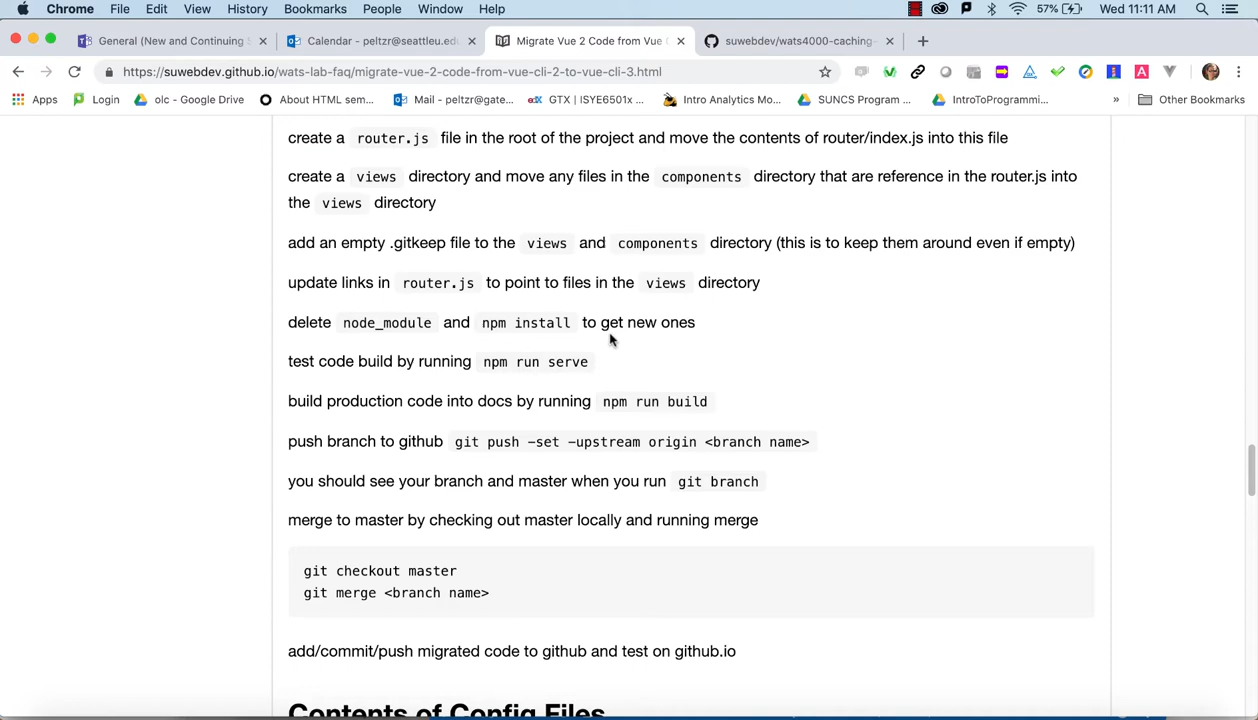 Chrome File Edit View History Bookmarks People Window Help 57% Wed 11:11 AM
General (New and Continuing S
Calendar - peltzr@seattleu.ed
Migrate Vue 2 Code from Vue C
suwebdev/wats4000-caching-
https://suwebdev.github.io/wats-lab-faq/migrate-vue-2-code-from-vue-cli-2-to-vue-cli-3.html
Apps Login olc - Google Drive About HTML sem... Mail - peltzr@gate... GTX | ISYE6501x ... Intro Analytics Mo... SUNCS Program ... IntroToProgrammi... » Other Bookmarks
create a router.js file in the root of the project and move the contents of router/index.js into this file
create a views directory and move any files in the components directory that are reference in the router.js into
the views directory
add an empty .gitkeep file to the views and components directory (this is to keep them around even if empty)
update links in router.js to point to files in the views directory
delete node_module and npm install to get new ones
test code build by running npm run serve
build production code into docs by running npm run build
push branch to github git push –set –upstream origin <branch name>
you should see your branch and master when you run git branch
merge to master by checking out master locally and running merge
git checkout master
git merge <branch name>
add/commit/push migrated code to github and test on github.io
Contents of Config Files